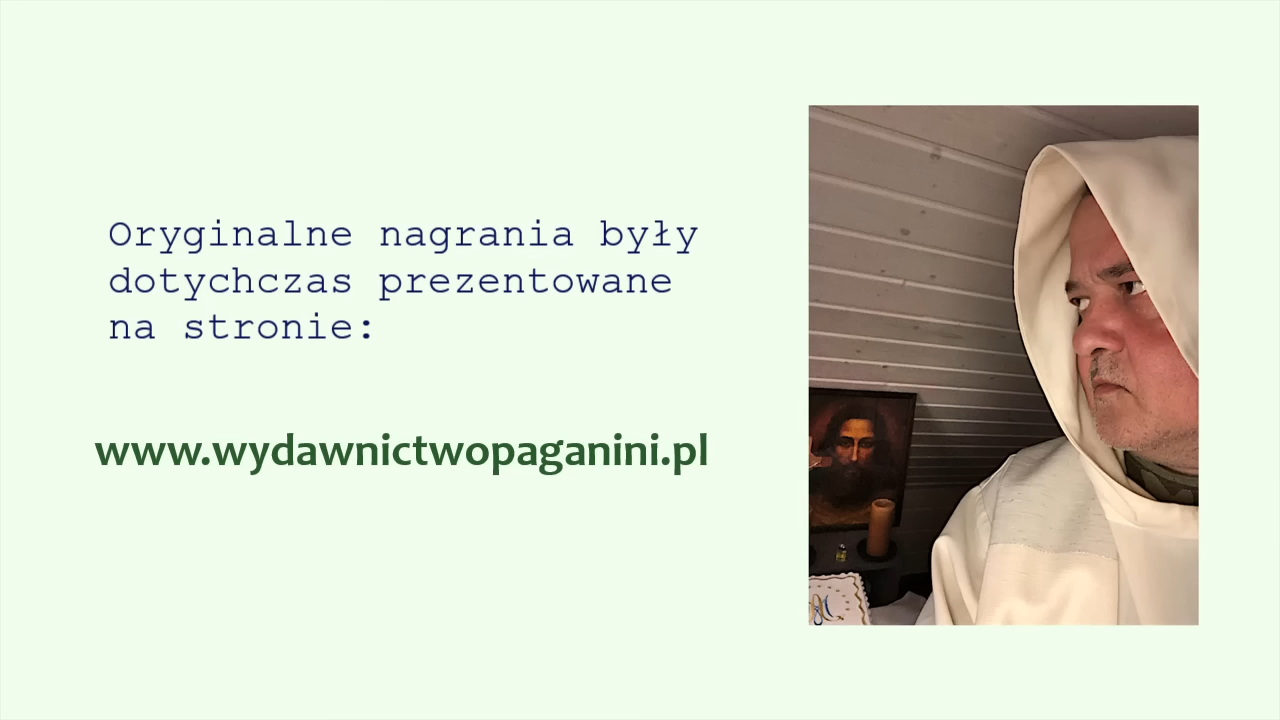 Oryginalne nagrania były
dotychczas prezentowane
na stronie:
www.wydawnictwopaganini.pl